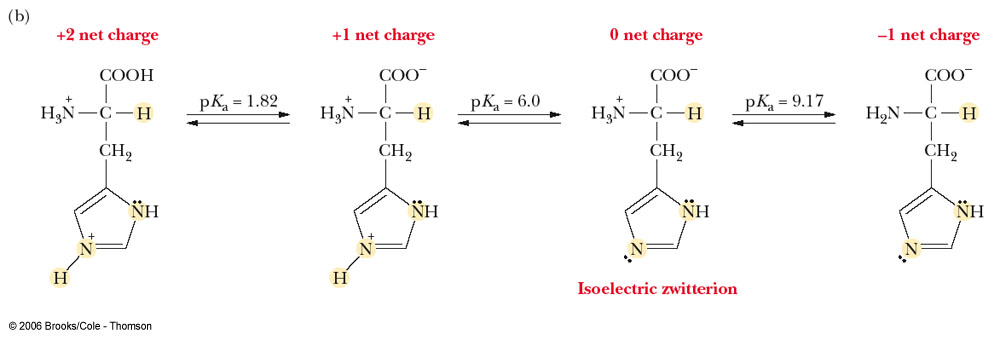 (b)
+2 net charge +1 net charge 0 net charge –1 net charge
COOH COO⁻ COO⁻ COO⁻
pKa = 1.82 pKa = 6.0 pKa = 9.17
H₃N⁺—C—H H₃N⁺—C—H H₃N⁺—C—H H₂N—C—H
CH₂ CH₂ CH₂ CH₂
NH NH NH NH
N⁺ N⁺ N N
H H
Isoelectric zwitterion
© 2006 Brooks/Cole - Thomson